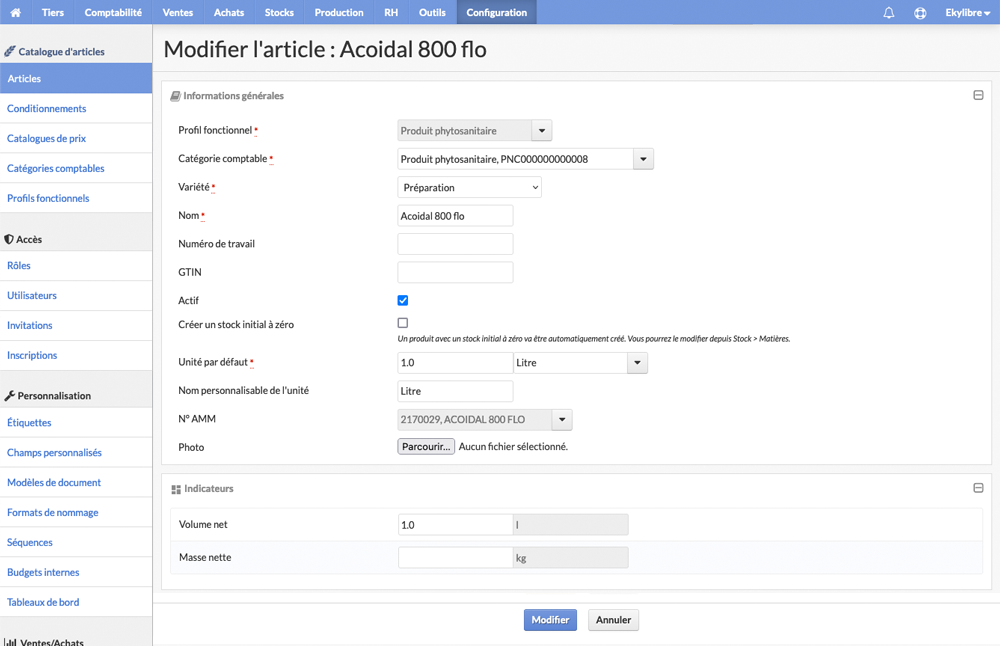 Tiers Comptabilité Ventes Achats Stocks Production RH Outils Configuration Ekylibre
Catalogue d'articles
Articles
Conditionnements
Catalogues de prix
Catégories comptables
Profils fonctionnels
Accès
Rôles
Utilisateurs
Invitations
Inscriptions
Personnalisation
Étiquettes
Champs personnalisés
Modèles de document
Formats de nommage
Séquences
Budgets internes
Tableaux de bord
Ventes/Achats
Modifier l'article : Acoidal 800 flo
Informations générales
Profil fonctionnel * Produit phytosanitaire
Catégorie comptable * Produit phytosanitaire, PNC000000000008
Variété * Préparation
Nom * Acoidal 800 flo
Numéro de travail
GTIN
Actif
Créer un stock initial à zéro
Un produit avec un stock initial à zéro va être automatiquement créé. Vous pourrez le modifier depuis Stock > Matières.
Unité par défaut * 1.0 Litre
Nom personnalisable de l'unité Litre
N° AMM 2170029, ACOIDAL 800 FLO
Photo Parcourir... Aucun fichier sélectionné.
Indicateurs
Volume net 1.0 l
Masse nette kg
Modifier Annuler